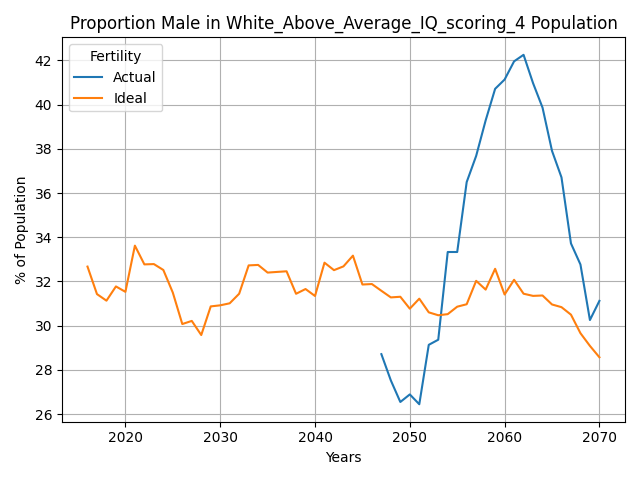 Proportion Male in White_Above_Average_IQ_scoring_4 Population
Fertility
Actual
Ideal
% of Population
42
40
38
36
34
32
30
28
26
2020
2030
2040
2050
2060
2070
Years